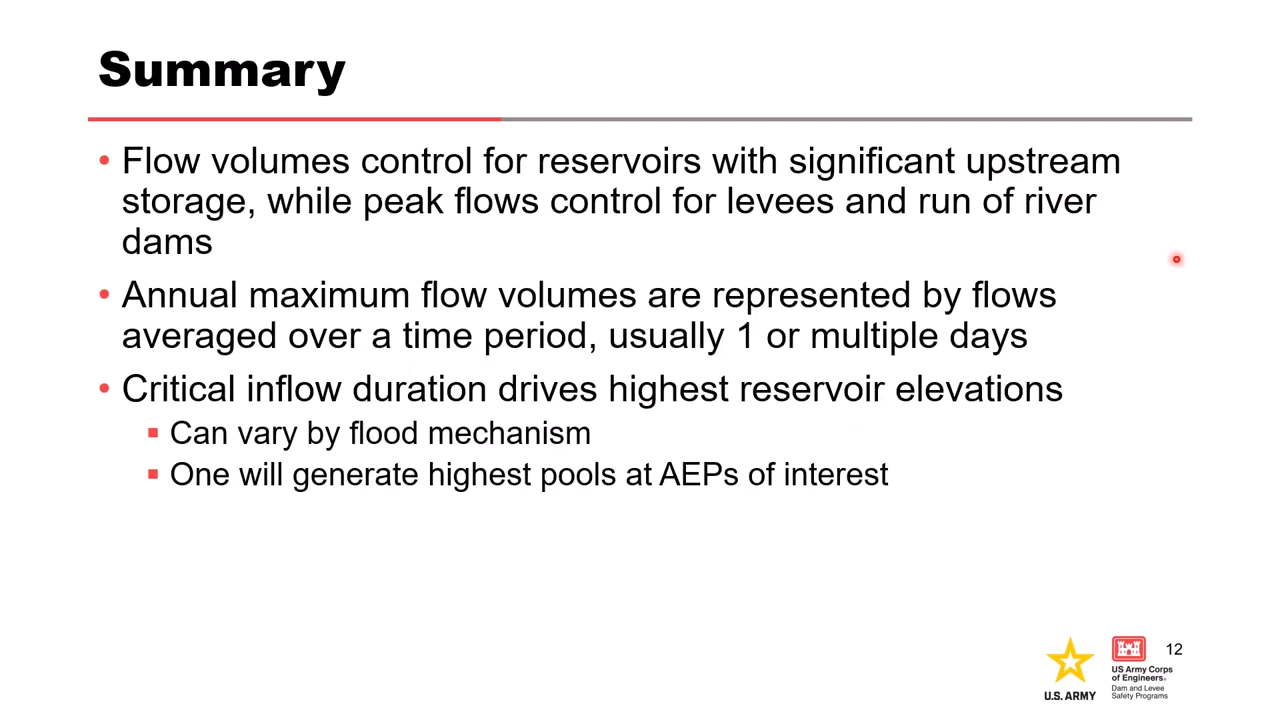 Summary
• Flow volumes control for reservoirs with significant upstream
storage, while peak flows control for levees and run of river
dams
• Annual maximum flow volumes are represented by flows
averaged over a time period, usually 1 or multiple days
• Critical inflow duration drives highest reservoir elevations
▪ Can vary by flood mechanism
▪ One will generate highest pools at AEPs of interest
U.S. ARMY
US Army Corps
of Engineers®
Dam and Levee
Safety Programs
12